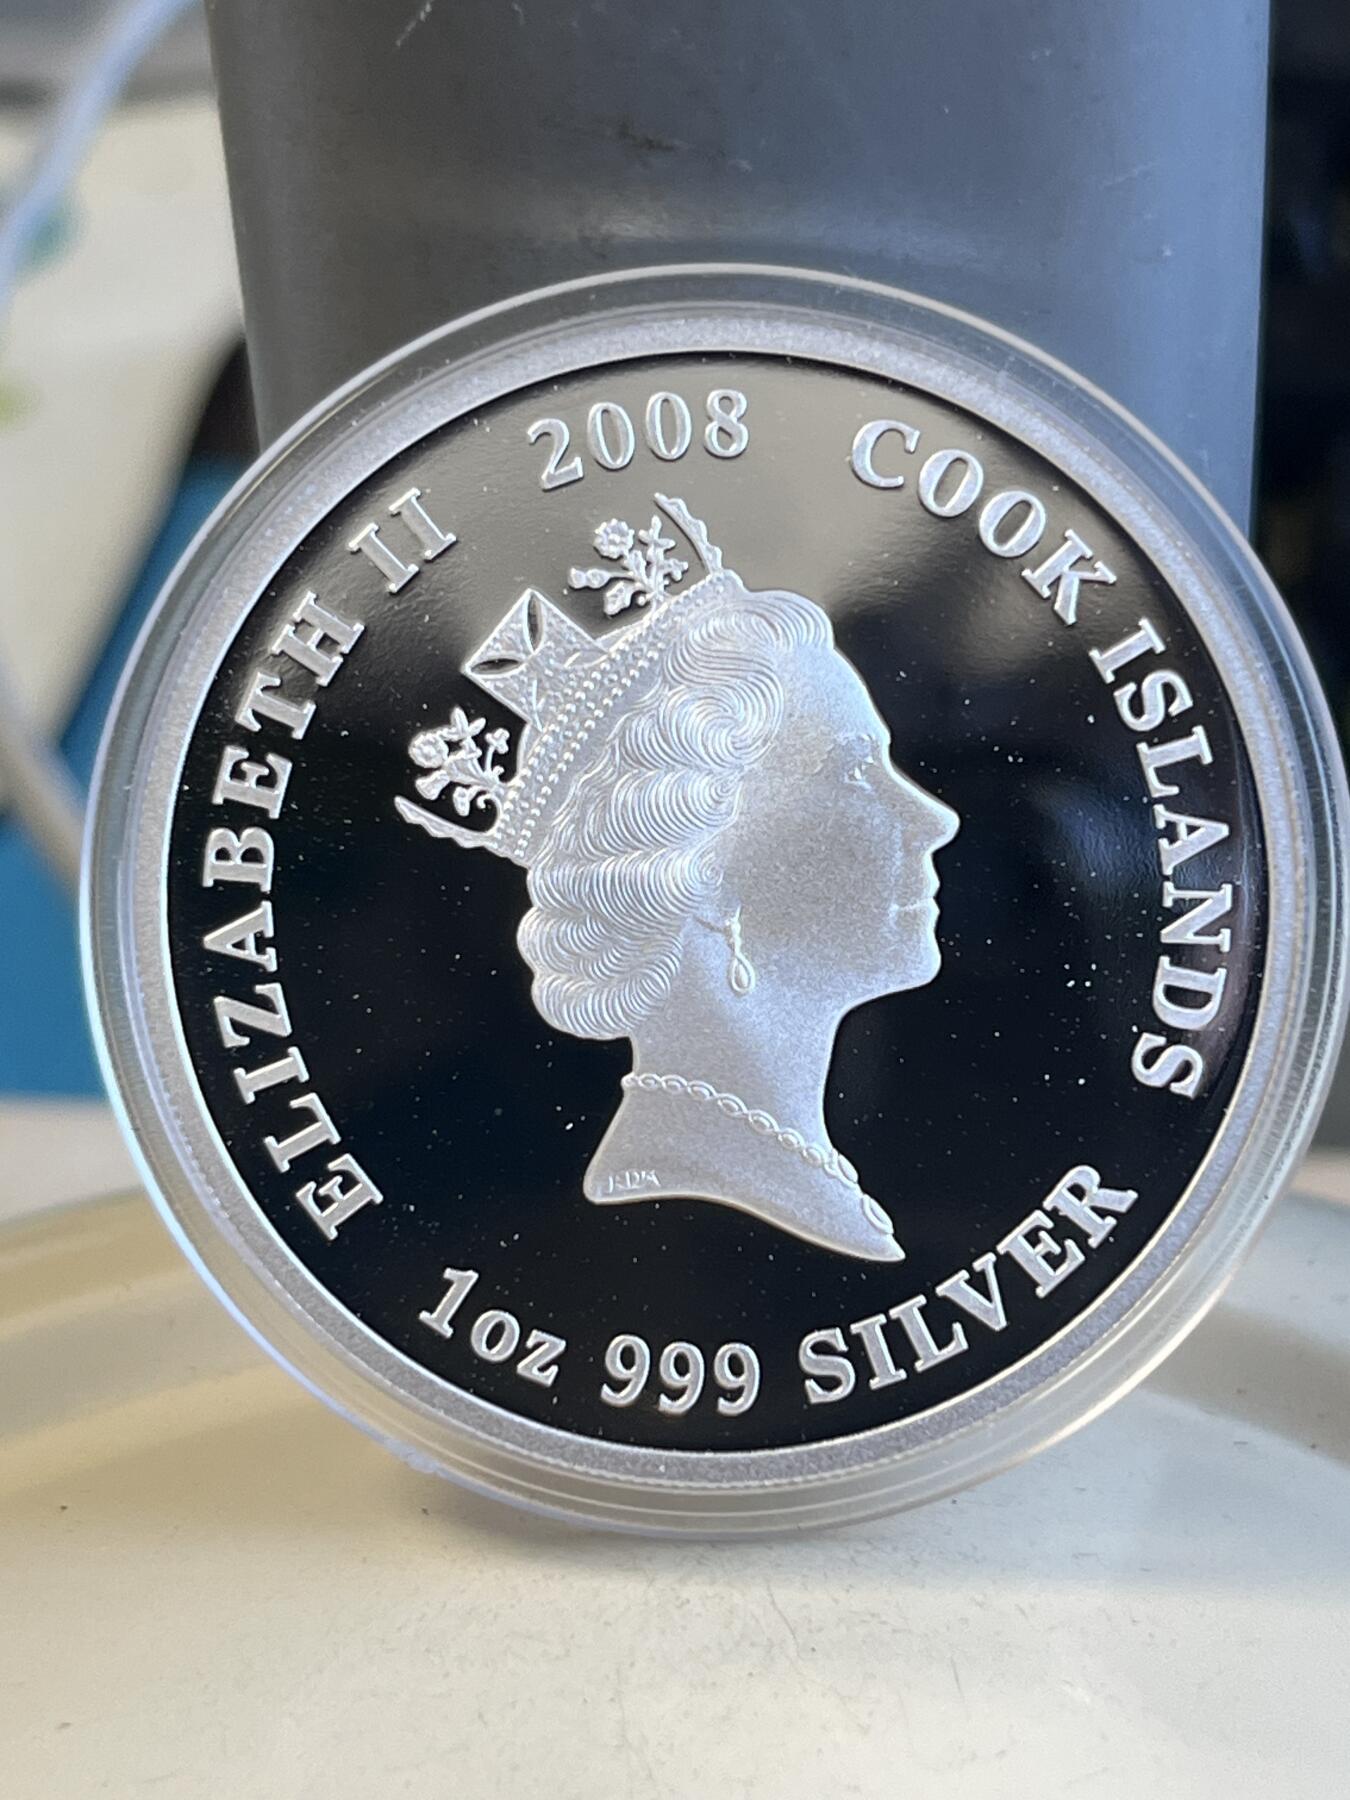 ELIZABETH II
2008
COOK ISLANDS
1oz 999 SILVER